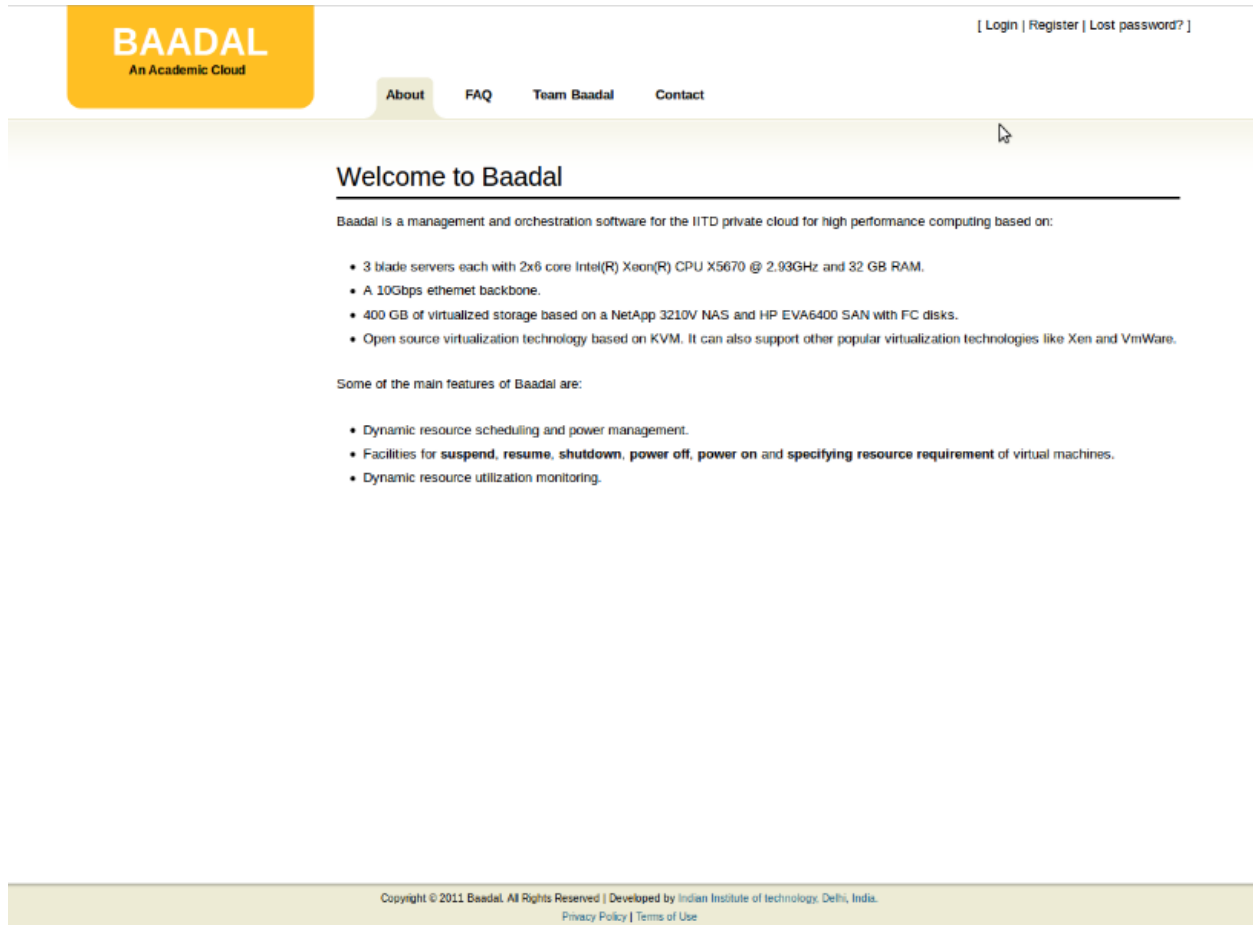 BAADAL
An Academic Cloud
[ Login | Register | Lost password? ]
About FAQ Team Baadal Contact
Welcome to Baadal
Baadal is a management and orchestration software for the IITD private cloud for high performance computing based on:
• 3 blade servers each with 2x6 core Intel(R) Xeon(R) CPU X5670 @ 2.93GHz and 32 GB RAM.
• A 10Gbps ethernet backbone.
• 400 GB of virtualized storage based on a NetApp 3210V NAS and HP EVA6400 SAN with FC disks.
• Open source virtualization technology based on KVM. It can also support other popular virtualization technologies like Xen and VmWare.
Some of the main features of Baadal are:
• Dynamic resource scheduling and power management.
• Facilities for suspend, resume, shutdown, power off, power on and specifying resource requirement of virtual machines.
• Dynamic resource utilization monitoring.
Copyright © 2011 Baadal. All Rights Reserved | Developed by Indian Institute of technology, Delhi, India.
Privacy Policy | Terms of Use